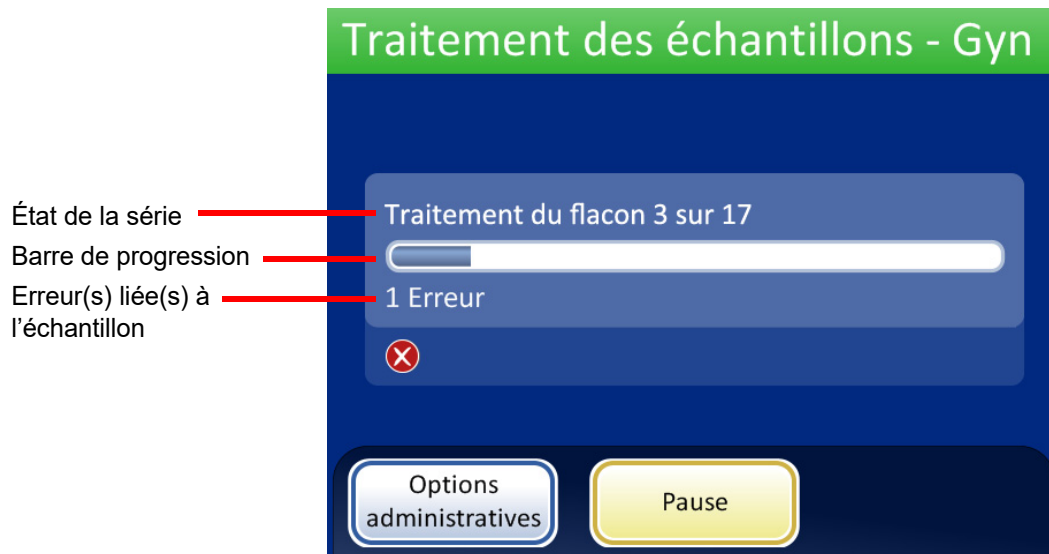 Traitement des échantillons - Gyn
État de la série
Traitement du flacon 3 sur 17
Barre de progression
Erreur(s) liée(s) à
l’échantillon
1 Erreur
Options
administratives
Pause